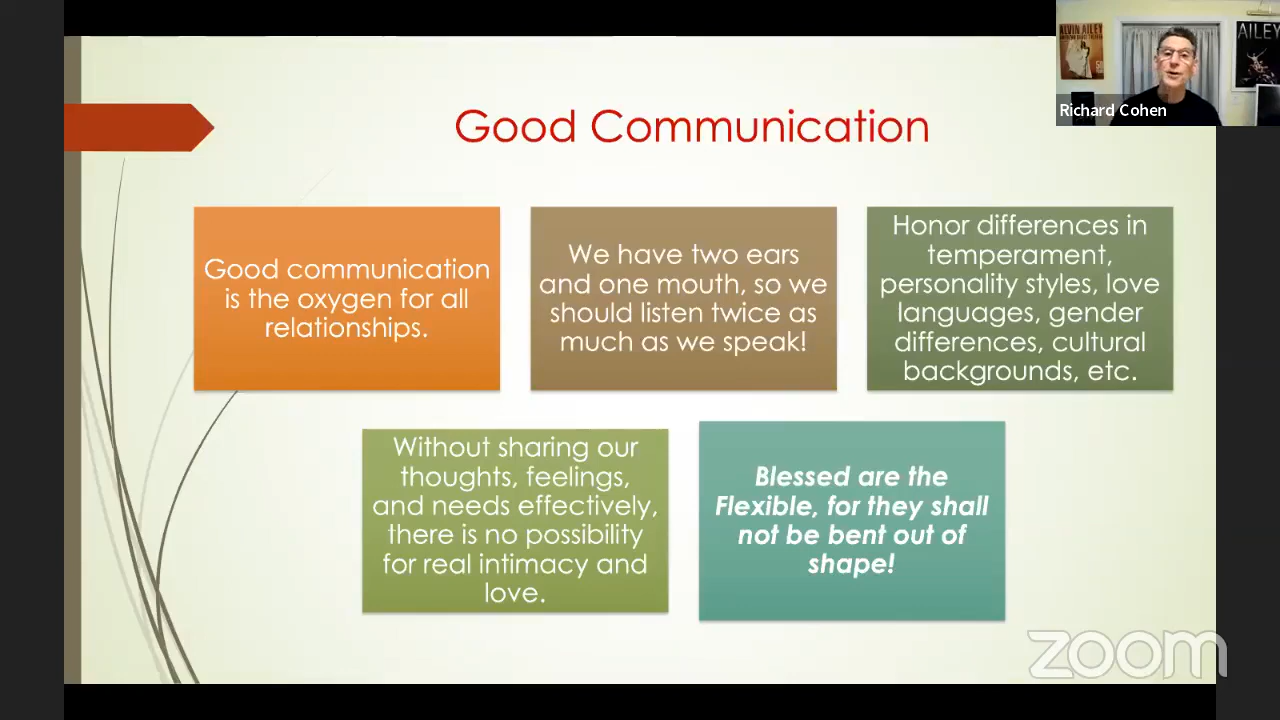 ALVIN AILEY
AILEY
Richard Cohen
Good Communication
Good communication
is the oxygen for all
relationships.
We have two ears
and one mouth, so we
should listen twice as
much as we speak!
Honor differences in
temperament,
personality styles, love
languages, gender
differences, cultural
backgrounds, etc.
Without sharing our
thoughts, feelings,
and needs effectively,
there is no possibility
for real intimacy and
love.
Blessed are the
Flexible, for they shall
not be bent out of
shape!
zoom